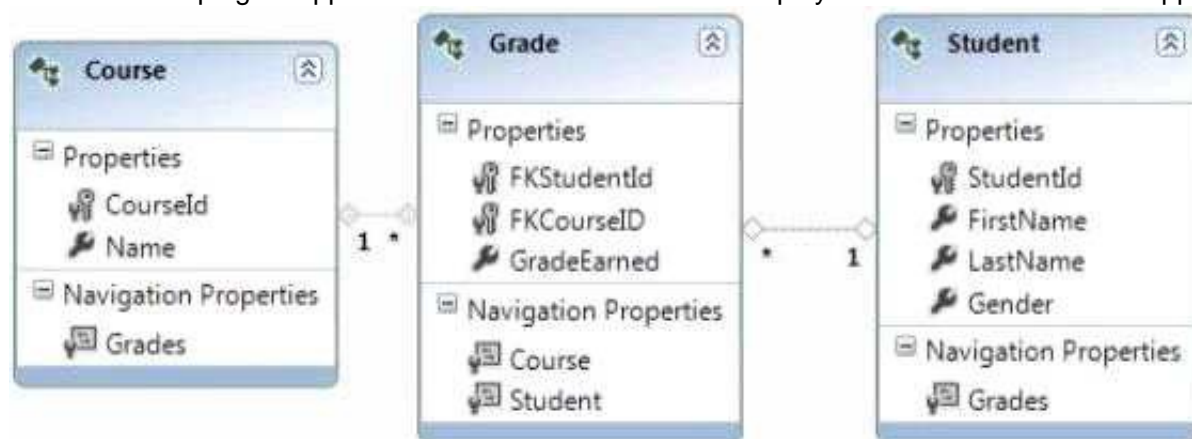 Course
Properties
CourseId
Name
Navigation Properties
Grades
1 *
Grade
Properties
FKStudentId
FKCourseID
GradeEarned
Navigation Properties
Course
Student
* 1
Student
Properties
StudentId
FirstName
LastName
Gender
Navigation Properties
Grades